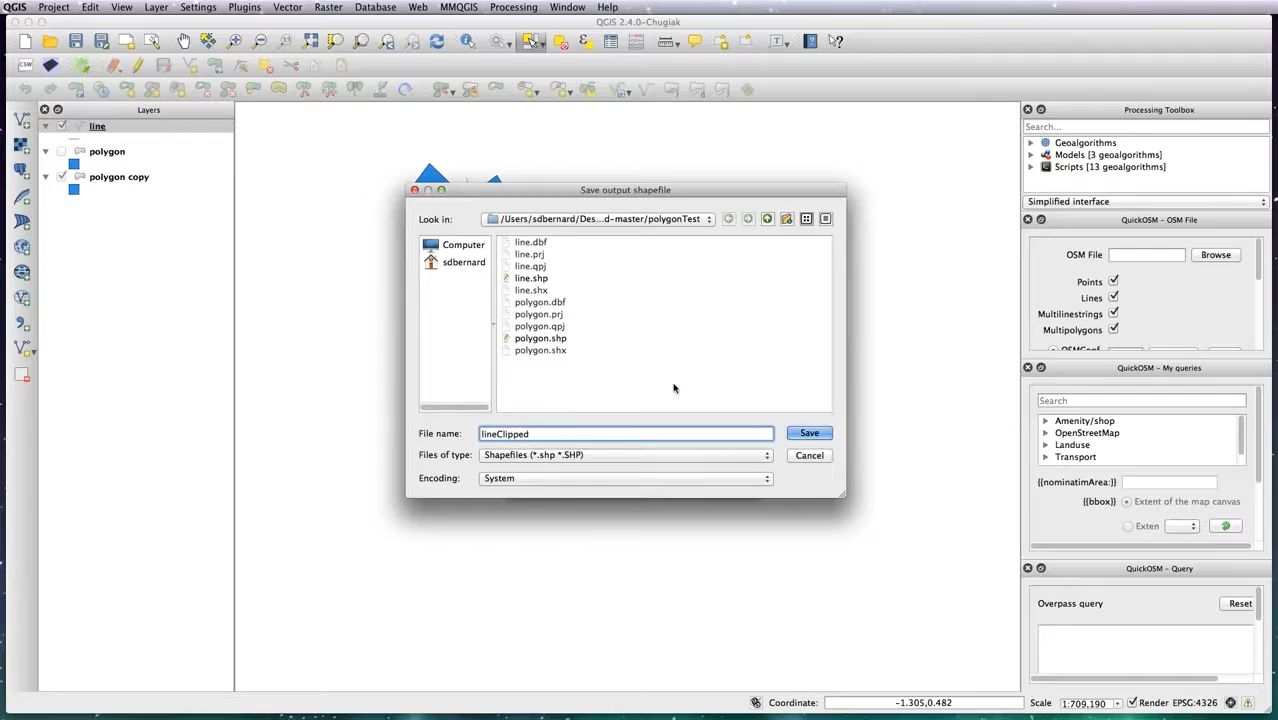 QGIS Project Edit View Layer Settings Plugins Vector Raster Database Web MMQGIS Processing Window Help
QGIS 2.4.0-Chugiak
CSW
Layers
line
polygon
polygon copy
Save output shapefile
Look in: /Users/sdbernard/Des...d-master/polygonTest
Computer
sdbernard
line.dbf
line.prj
line.qpj
line.shp
line.shx
polygon.dbf
polygon.prj
polygon.qpj
polygon.shp
polygon.shx
File name: lineClipped Save
Files of type: Shapefiles (*.shp *.SHP) Cancel
Encoding: System
Processing Toolbox
Search...
Geoalgorithms
Models [3 geoalgorithms]
Scripts [13 geoalgorithms]
Simplified interface
QuickOSM - OSM File
OSM File Browse
Points
Lines
Multilinestrings
Multipolygons
OSMConf
QuickOSM - My queries
Search
Amenity/shop
OpenStreetMap
Landuse
Transport
{{nominatimArea:}}
{{bbox}} Extent of the map canvas
Exten
QuickOSM - Query
Overpass query Reset
Coordinate: -1.305,0.482 Scale 1:709,190 Render EPSG:4326